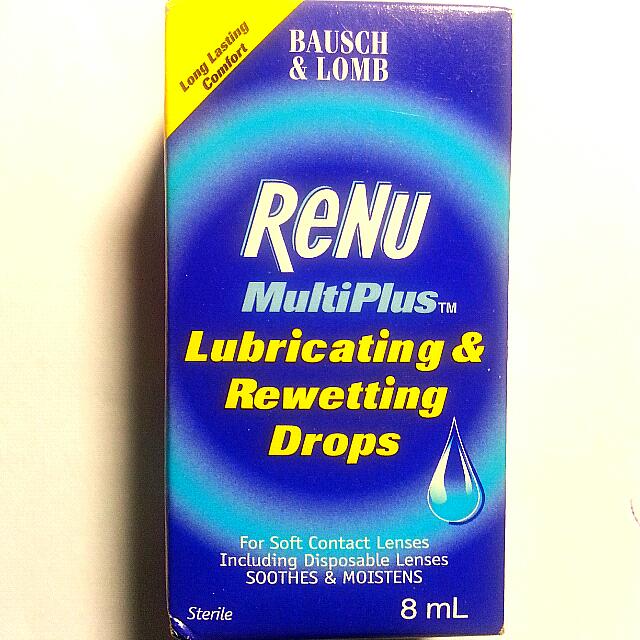 Long Lasting
Comfort
BAUSCH
& LOMB
ReNu
MultiPlus™
Lubricating &
Rewetting
Drops
For Soft Contact Lenses
Including Disposable Lenses
SOOTHES & MOISTENS
Sterile
8 mL